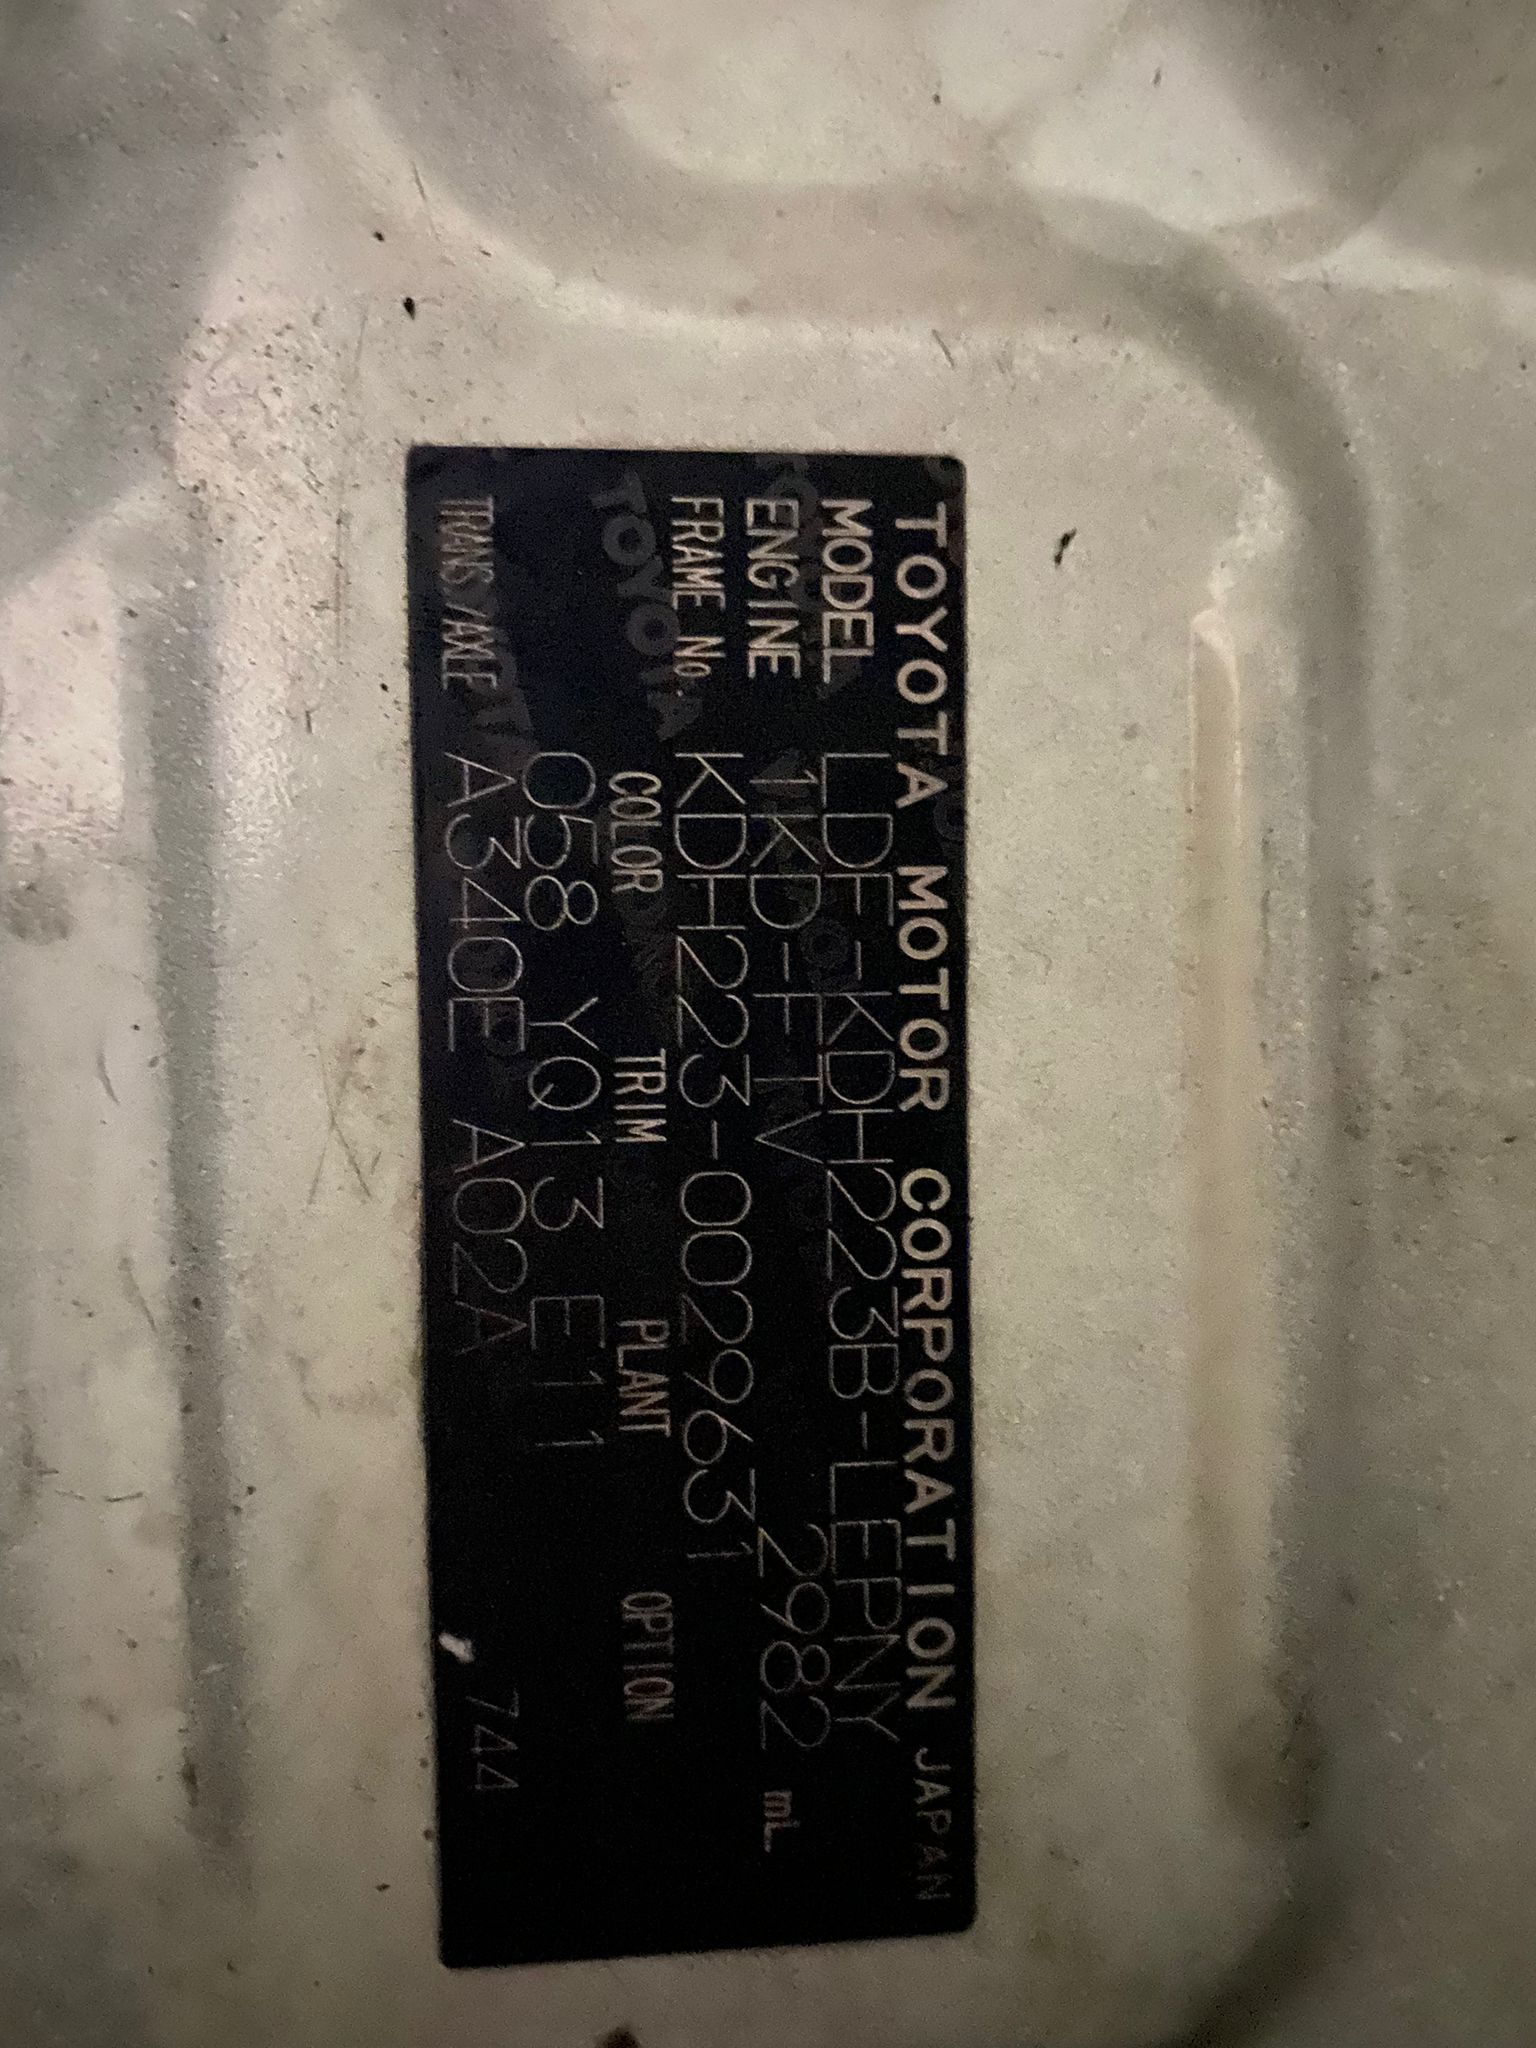 TOYOTA MOTOR CORPORATION JAPAN
MODEL LDF-KDH223B-LEPNY
ENGINE 1KD-FTV 2982 mL
FRAME No. KDH223-0029631
COLOR TRIM PLANT OPTION
058 YQ13 E11
TRANS/AXLE A340E A02A 744
TOYOTA